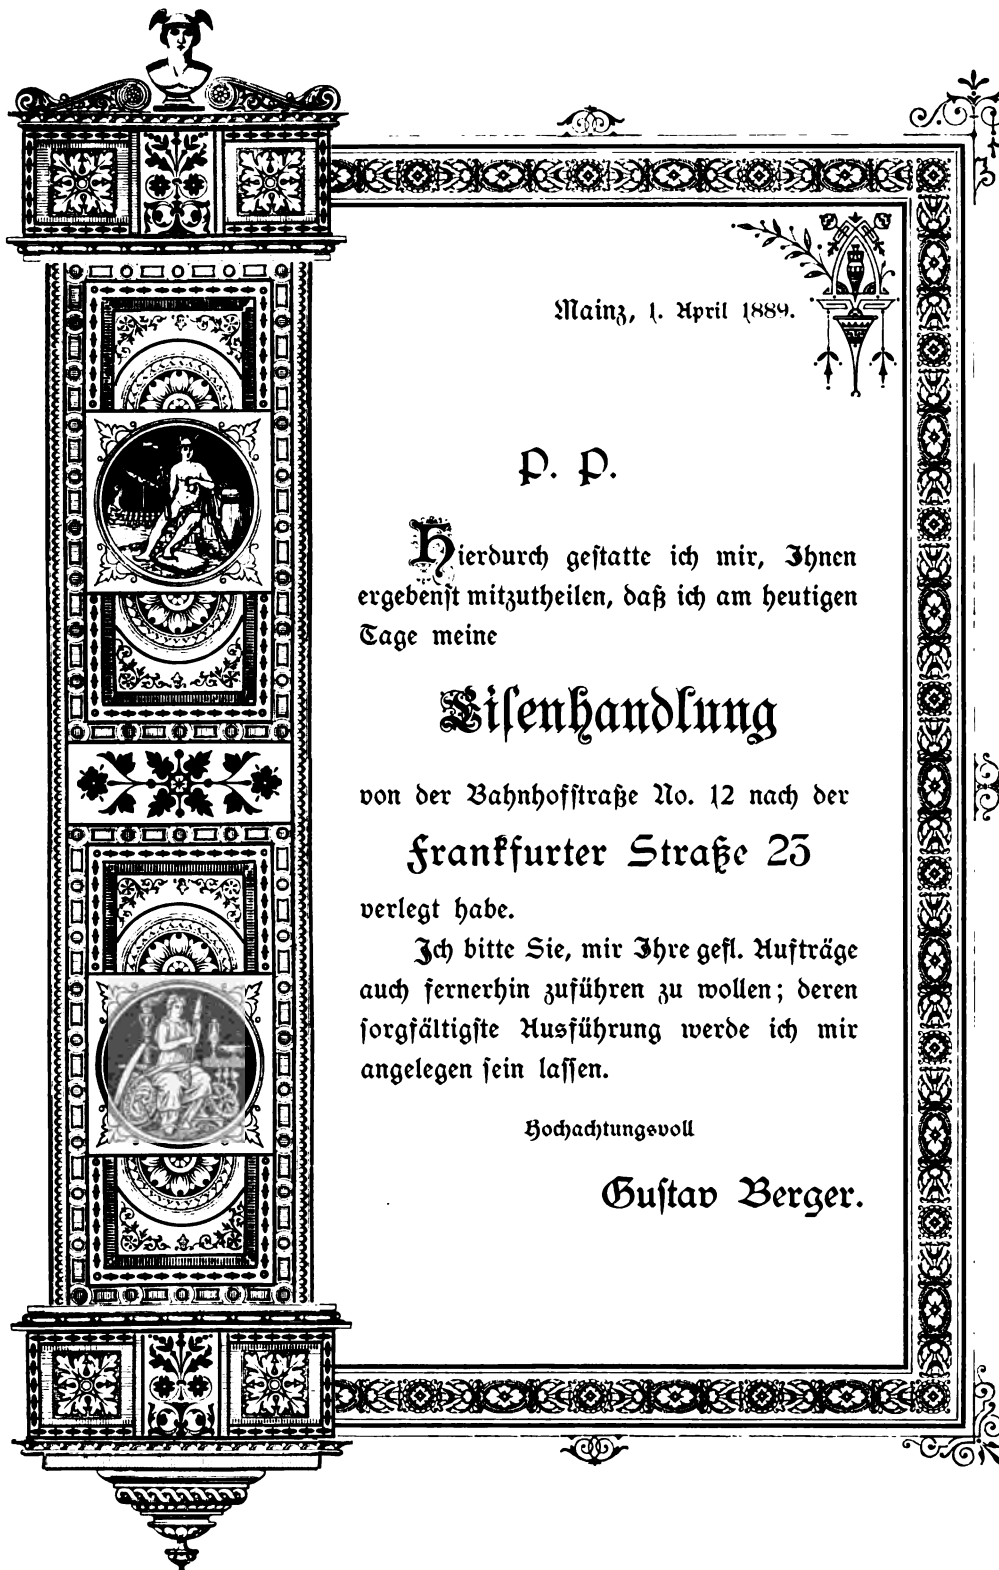 Mainz, 1. April 1889.
P. P.
Hierdurch geſtatte ich mir, Ihnen
ergebenſt mitzutheilen, daß ich am heutigen
Tage meine
Eiſenhandlung
von der Bahnhofſtraße No. 12 nach der
Frankfurter Straße 23
verlegt habe.
Ich bitte Sie, mir Ihre gefl. Aufträge
auch fernerhin zuführen zu wollen; deren
ſorgfältigſte Ausführung werde ich mir
angelegen ſein laſſen.
Hochachtungsvoll
Guſtav Berger.